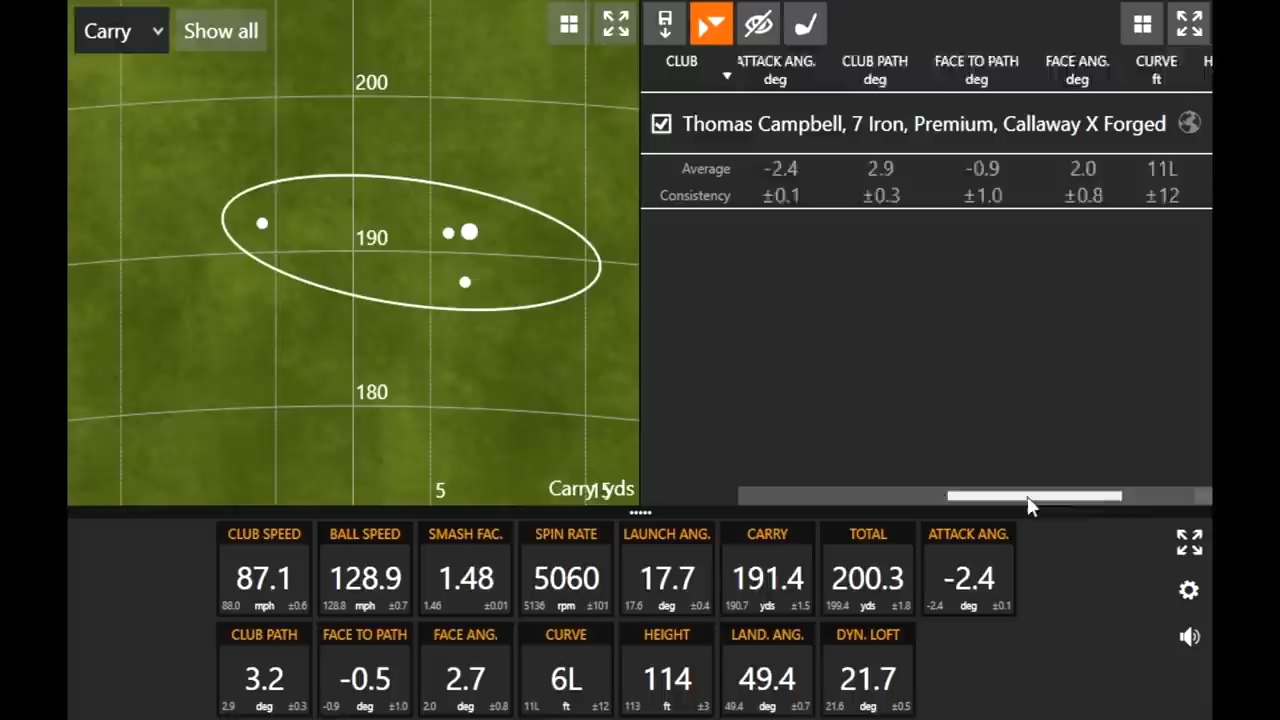 Carry
Show all
200
190
180
5
Carry yds
CLUB ATTACK ANG. CLUB PATH FACE TO PATH FACE ANG. CURVE H
deg deg deg deg ft
Thomas Campbell, 7 Iron, Premium, Callaway X Forged
Average -2.4 2.9 -0.9 2.0 11L
Consistency ±0.1 ±0.3 ±1.0 ±0.8 ±12
CLUB SPEED BALL SPEED SMASH FAC. SPIN RATE LAUNCH ANG. CARRY TOTAL ATTACK ANG.
87.1 128.9 1.48 5060 17.7 191.4 200.3 -2.4
88.0 mph ±0.6 128.8 mph ±0.7 1.46 ±0.01 5136 rpm ±101 17.6 deg ±0.4 190.7 yds ±1.5 199.4 yds ±1.8 -2.4 deg ±0.1
CLUB PATH FACE TO PATH FACE ANG. CURVE HEIGHT LAND. ANG. DYN. LOFT
3.2 -0.5 2.7 6L 114 49.4 21.7
2.9 deg ±0.3 -0.9 deg ±1.0 2.0 deg ±0.8 11L ft ±12 113 ft ±3 49.4 deg ±0.7 21.6 deg ±0.5